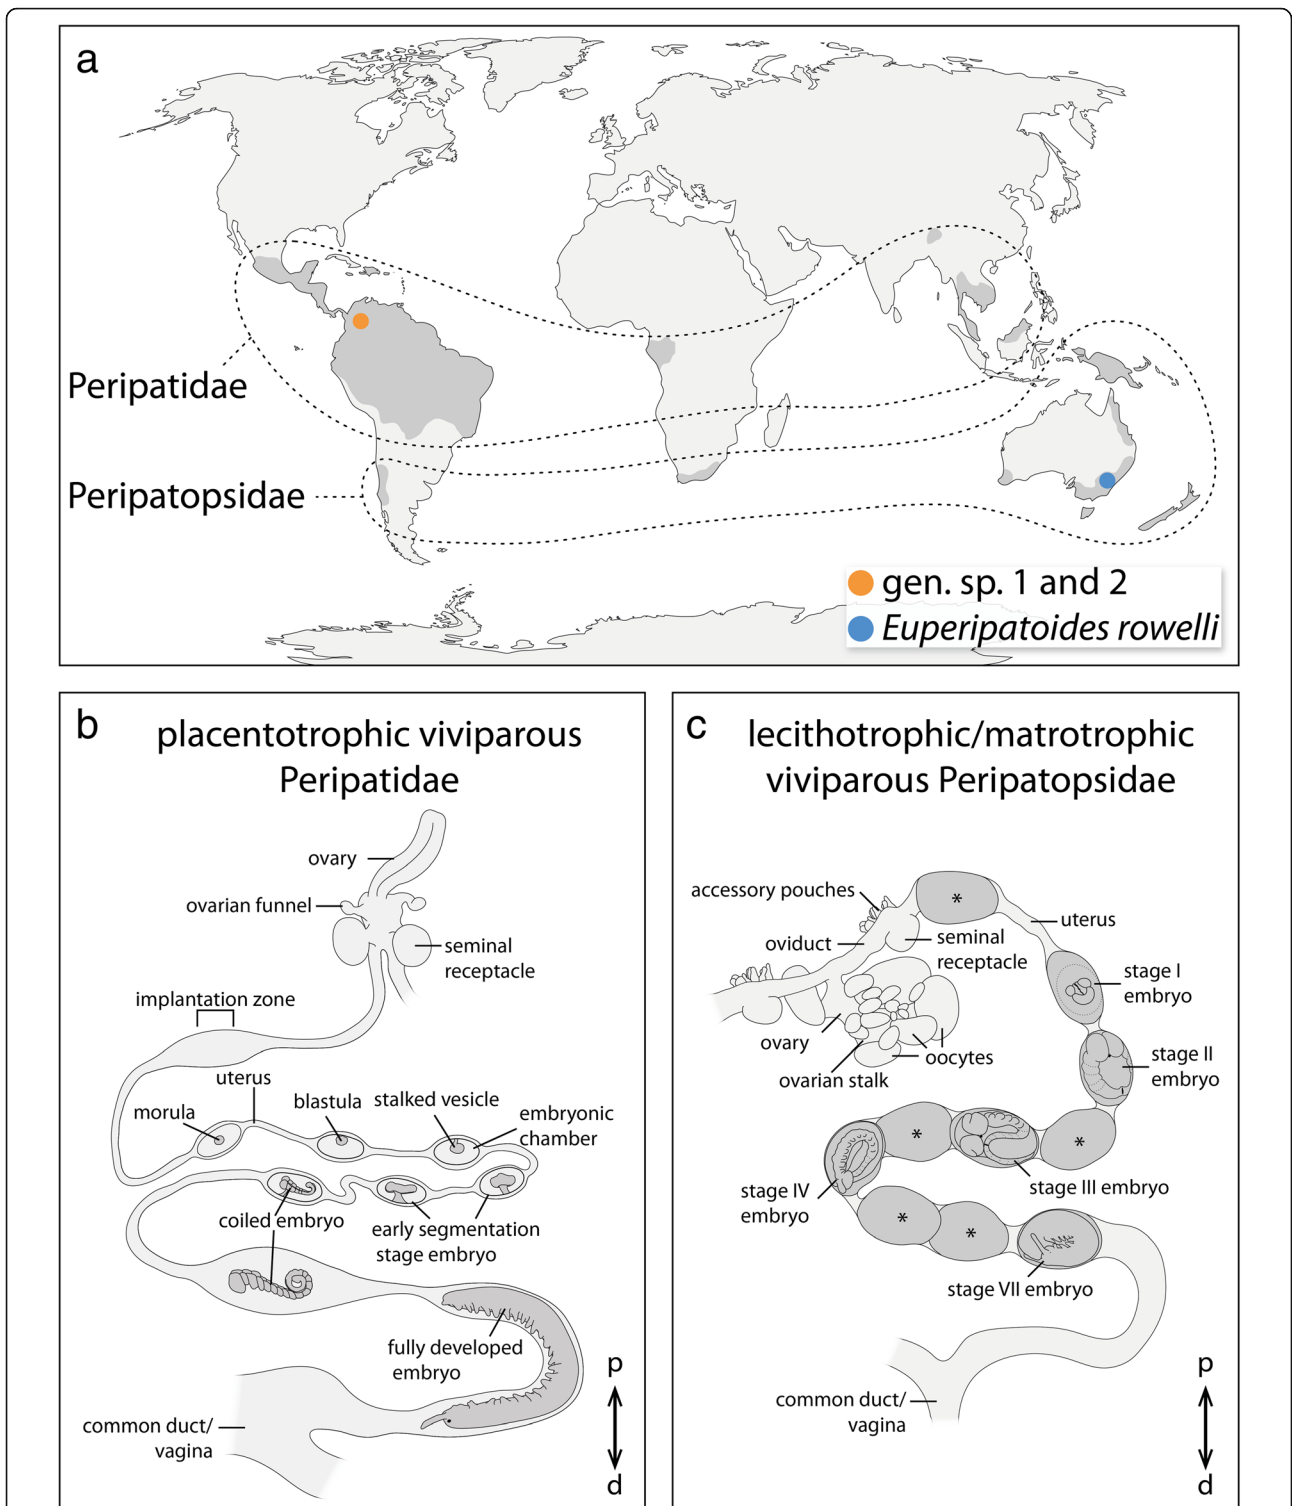 a
Peripatidae
Peripatopsidae
gen. sp. 1 and 2
Euperipatoides rowelli
b
placentotrophic viviparous
Peripatidae
ovary
ovarian funnel
seminal
receptacle
implantation zone
uterus
morula
blastula
stalked vesicle
embryonic
chamber
coiled embryo
early segmentation
stage embryo
fully developed
embryo
common duct/
vagina
p
d
c
lecithotrophic/matrotrophic
viviparous Peripatopsidae
accessory pouches
*
uterus
oviduct
seminal
receptacle
stage I
embryo
ovary
oocytes
ovarian stalk
stage II
embryo
*
*
stage III embryo
stage IV
embryo
*
*
stage VII embryo
common duct/
vagina
p
d